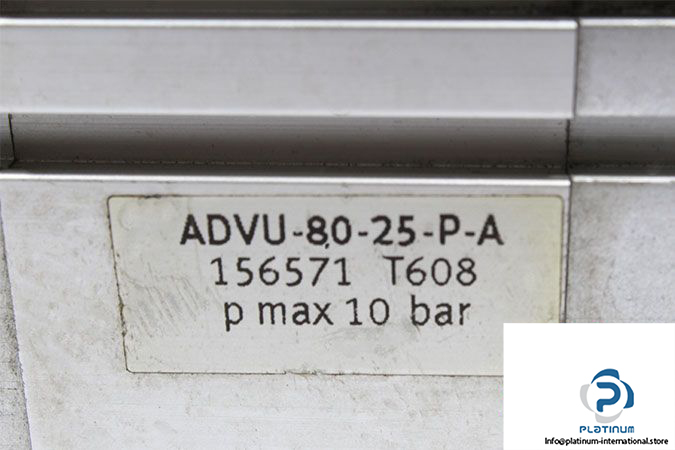 ADVU-80-25-P-A
156571 T608
p max 10 bar
PLATINUM
Info@platinum-international.store